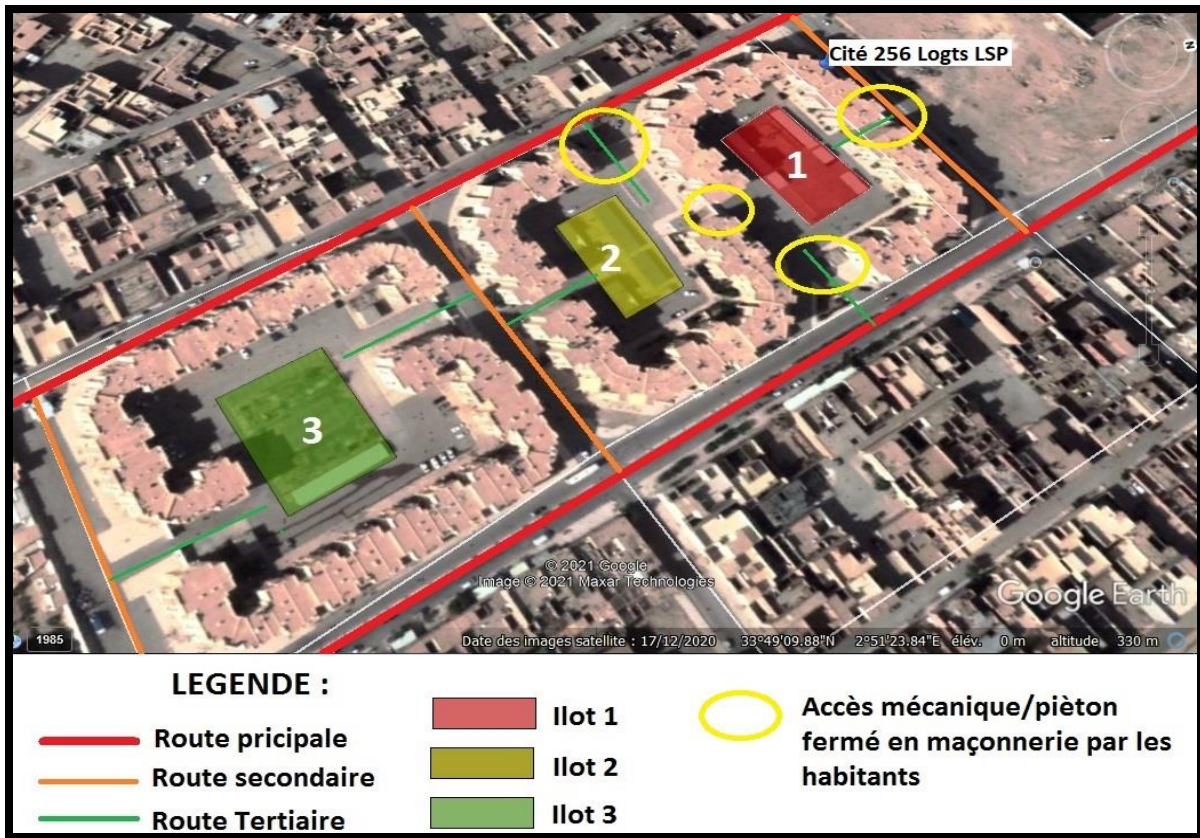 Cité 256 Logts LSP
N
1
2
3
© 2021 Google
Image © 2021 Maxar Technologies
Google Earth
1985
Date des images satellite : 17/12/2020 33°49'09.88"N 2°51'23.84"E élév. 0 m altitude 330 m
LEGENDE :
Route pricipale
Route secondaire
Route Tertiaire
Ilot 1
Ilot 2
Ilot 3
Accès mécanique/pièton
fermé en maçonnerie par les
habitants